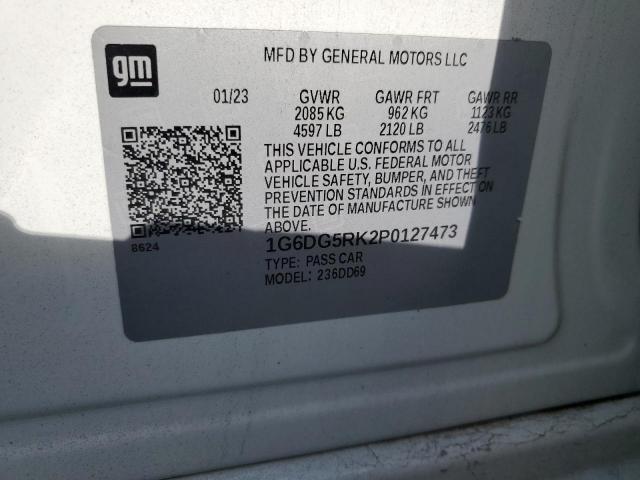 gm
MFD BY GENERAL MOTORS LLC
01/23 GVWR GAWR FRT GAWR RR
2085 KG 962 KG 1123 KG
4597 LB 2120 LB 2476 LB
THIS VEHICLE CONFORMS TO ALL
APPLICABLE U.S. FEDERAL MOTOR
VEHICLE SAFETY, BUMPER, AND THEFT
PREVENTION STANDARDS IN EFFECT ON
THE DATE OF MANUFACTURE SHOWN
ABOVE.
8624
1G6DG5RK2P0127473
TYPE: PASS CAR
MODEL: 236DD69